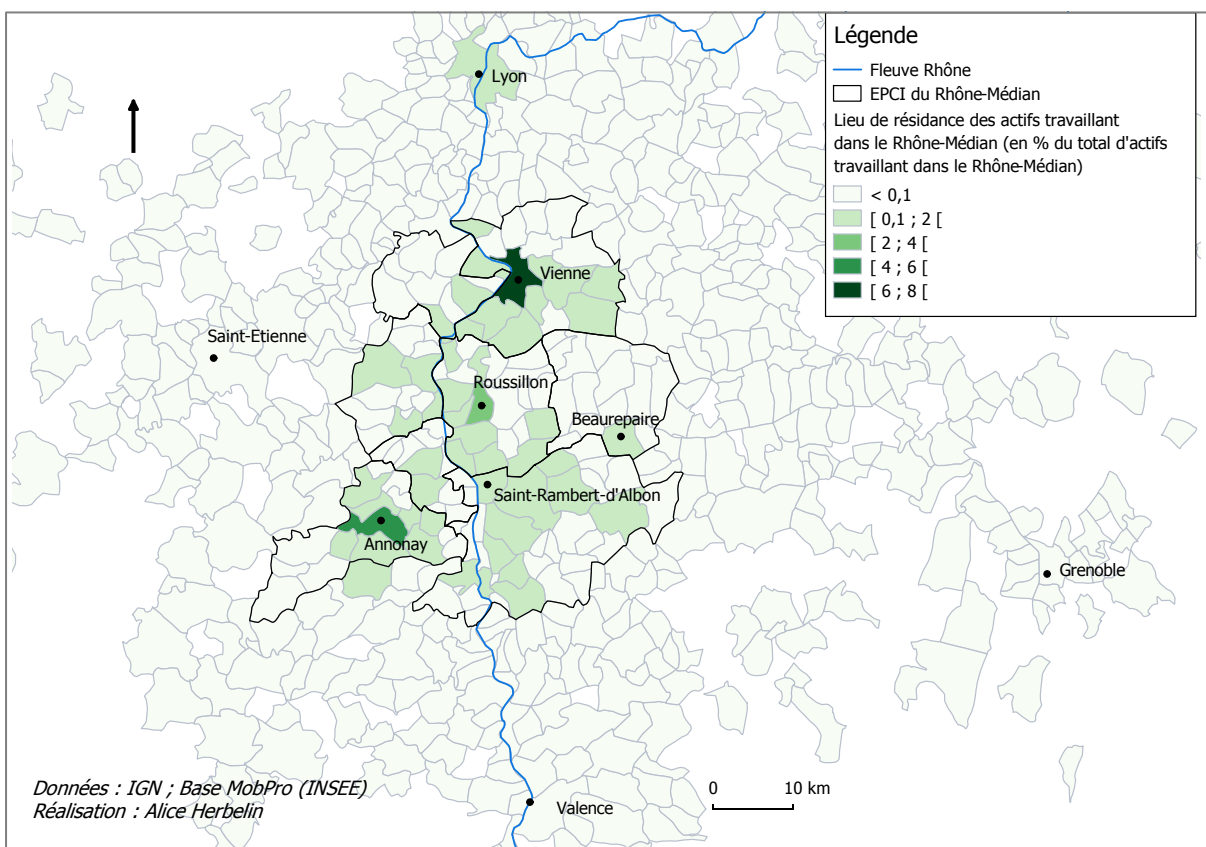 Légende
Fleuve Rhône
EPCI du Rhône-Médian
Lieu de résidance des actifs travaillant
dans le Rhône-Médian (en % du total d'actifs
travaillant dans le Rhône-Médian)
< 0,1
[ 0,1 ; 2 [
[ 2 ; 4 [
[ 4 ; 6 [
[ 6 ; 8 [
Lyon
Vienne
Saint-Etienne
Roussillon
Beaurepaire
Saint-Rambert-d'Albon
Annonay
Grenoble
Données : IGN ; Base MobPro (INSEE)
Réalisation : Alice Herbelin
0 10 km
Valence